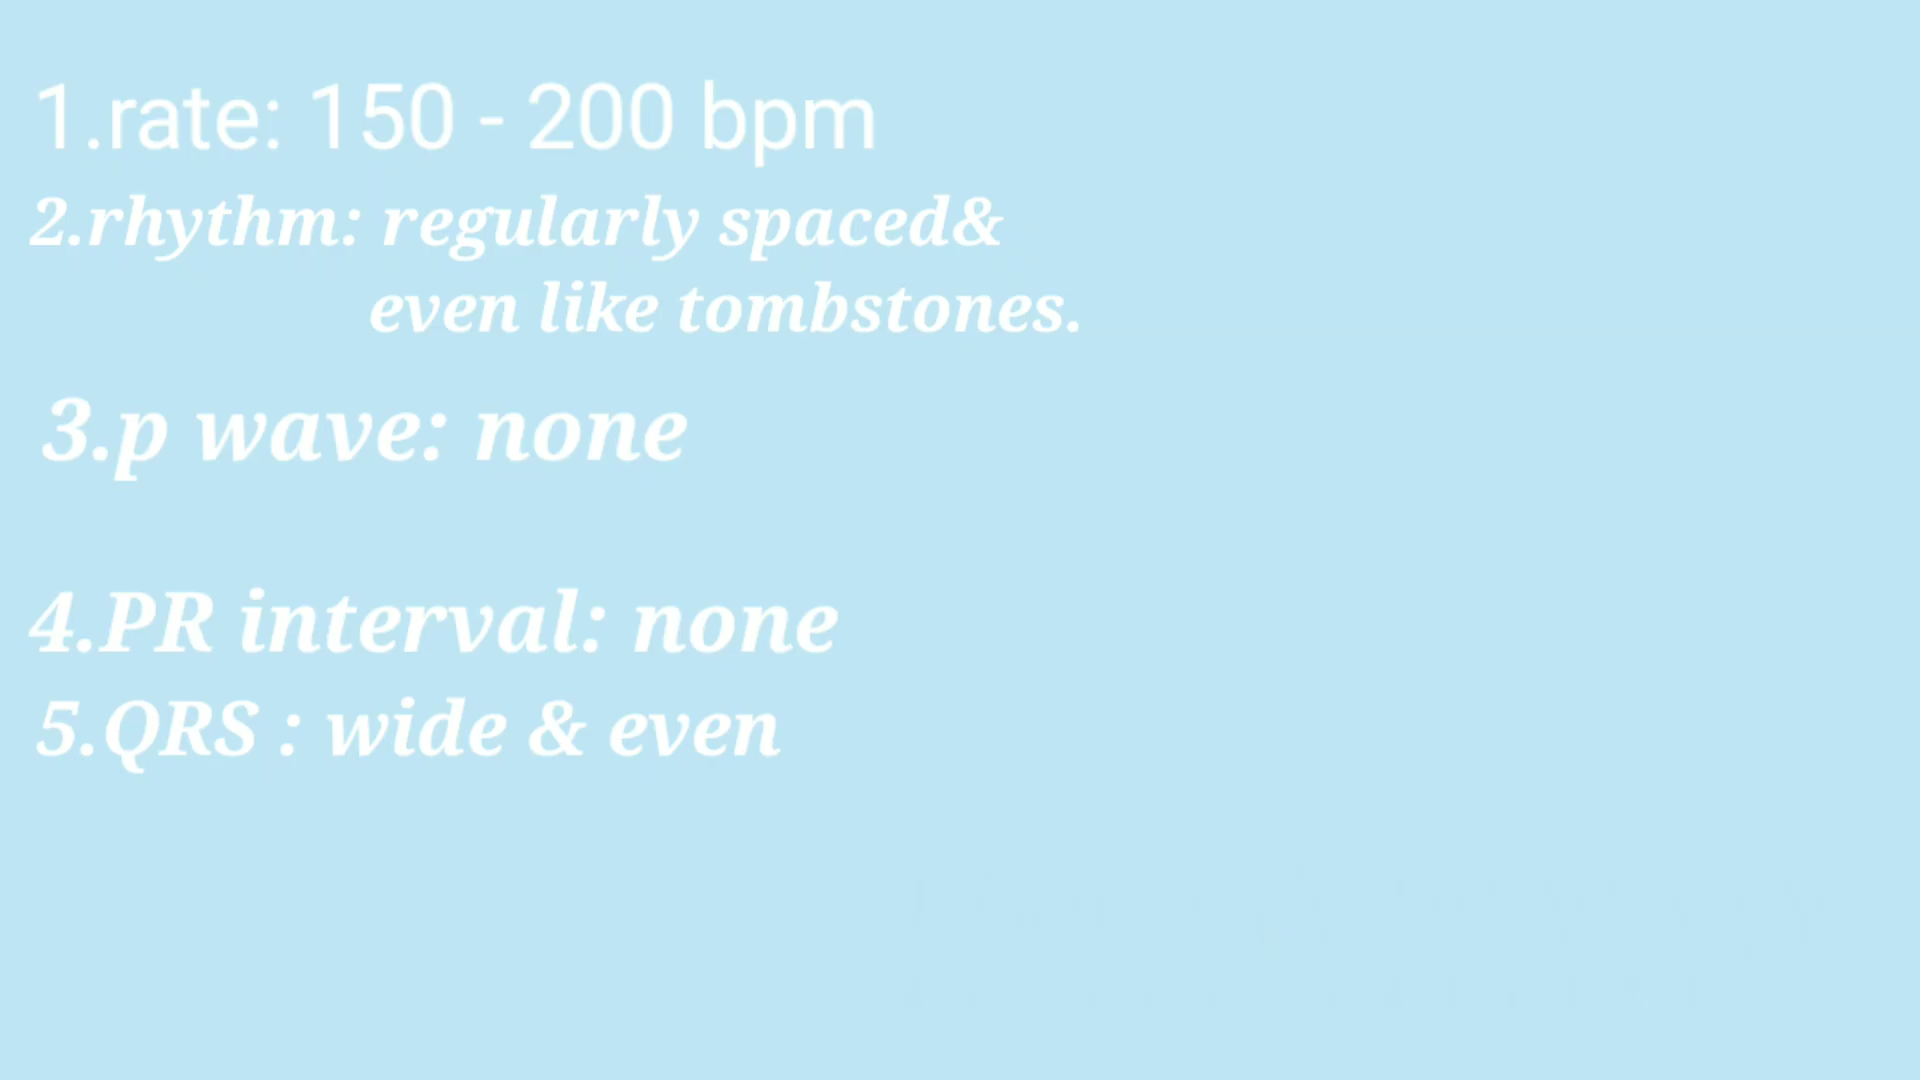 1.rate: 150 - 200 bpm
2.rhythm: regularly spaced&
even like tombstones.
3.p wave: none
4.PR interval: none
5.QRS : wide & even